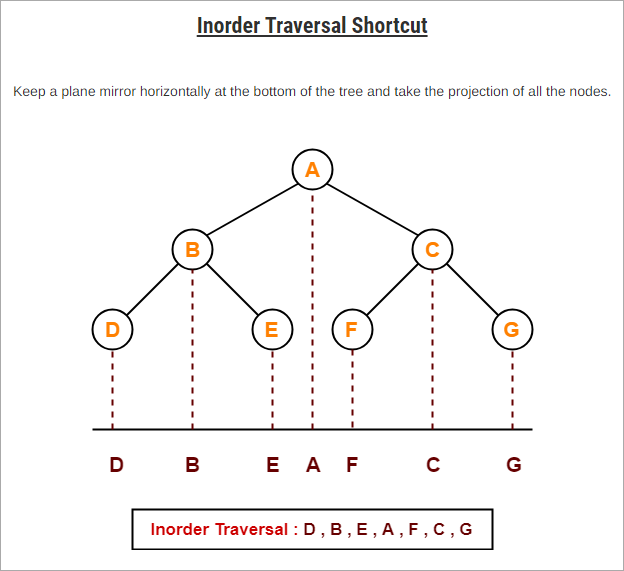 Inorder Traversal Shortcut
Keep a plane mirror horizontally at the bottom of the tree and take the projection of all the nodes.
A
B C
D E F G
D B E A F C G
Inorder Traversal : D , B , E , A , F , C , G